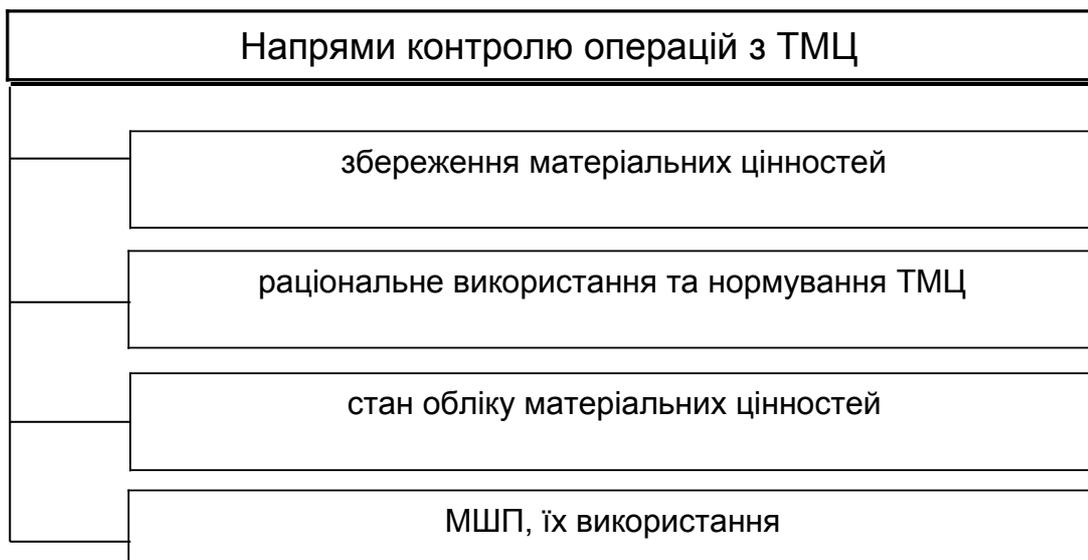 Напрями контролю операцій з ТМЦ
збереження матеріальних цінностей
раціональне використання та нормування ТМЦ
стан обліку матеріальних цінностей
МШП, їх використання